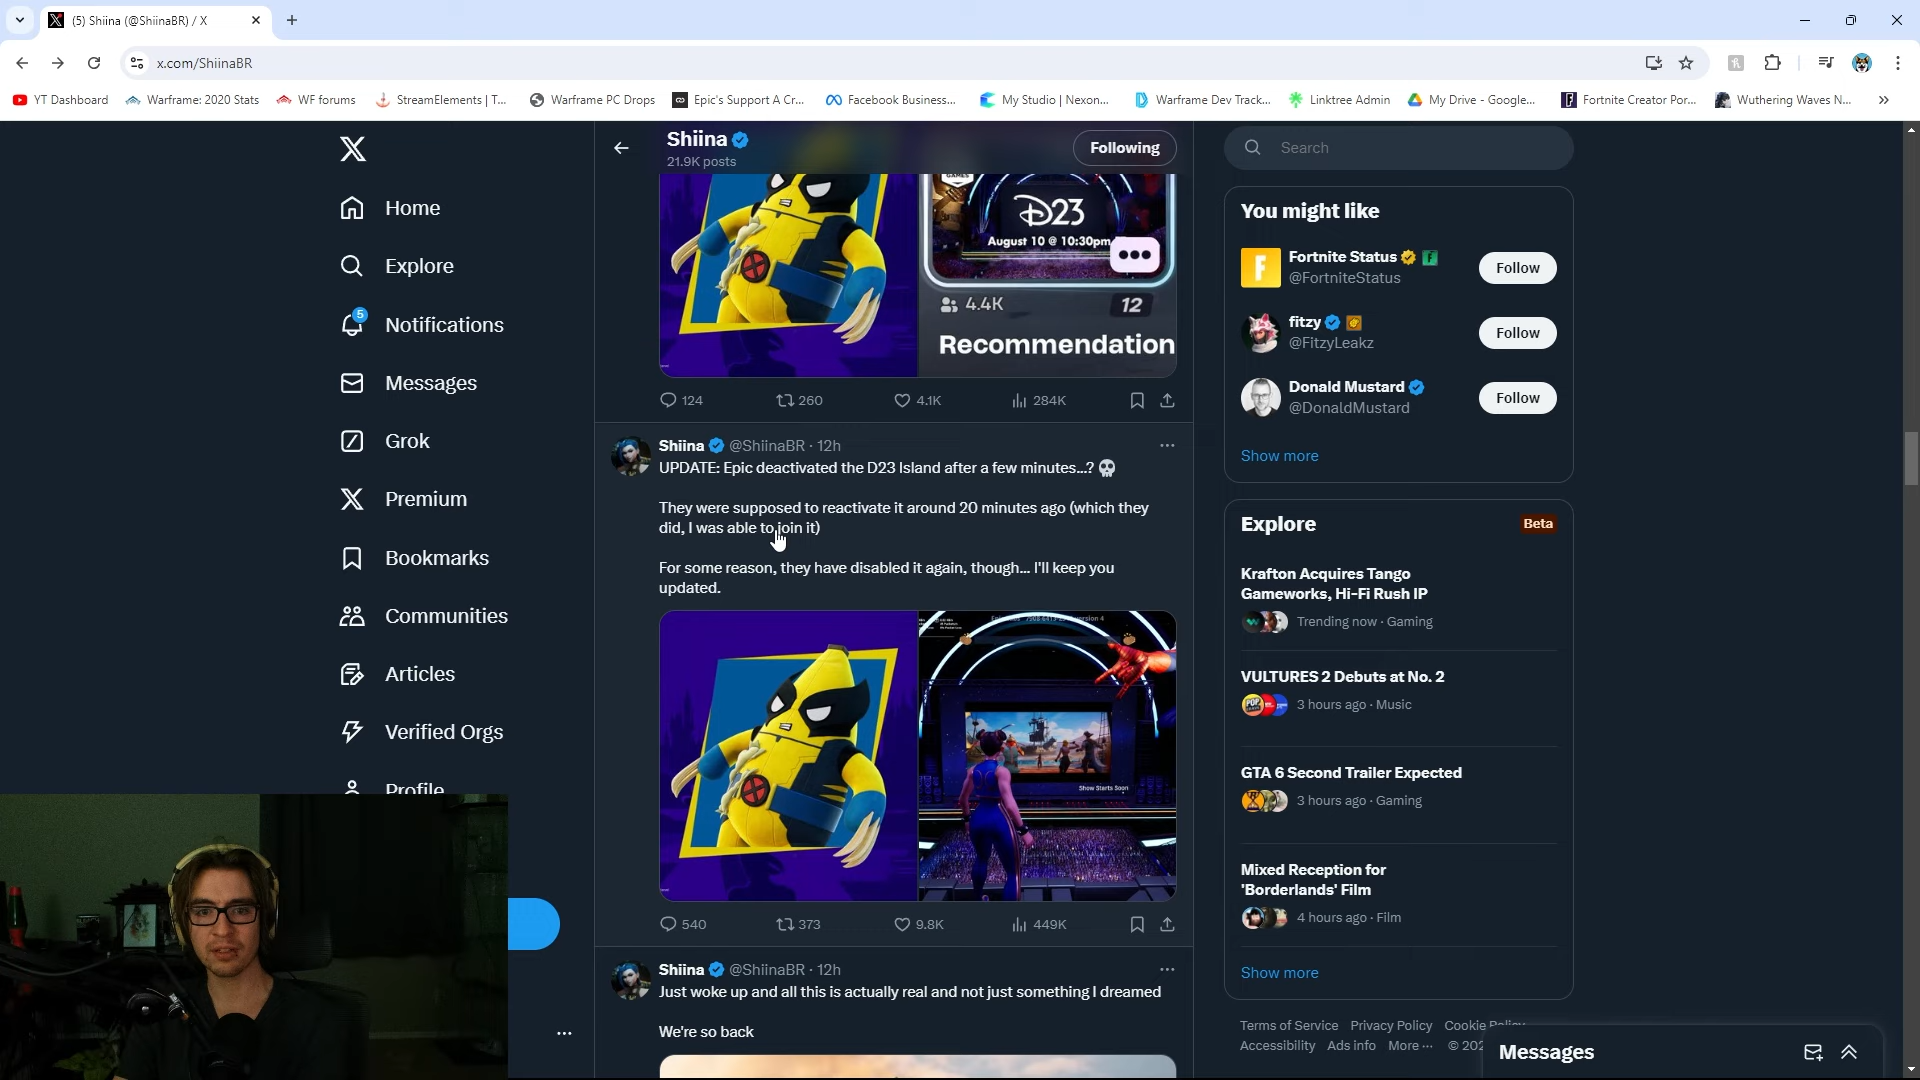 (5) Shiina (@ShiinaBR) / X
x.com/ShiinaBR
YT Dashboard
Warframe: 2020 Stats
WF forums
StreamElements | T...
Warframe PC Drops
Epic's Support A Cr...
Facebook Business...
My Studio | Nexon...
Warframe Dev Track...
Linktree Admin
My Drive - Google...
Fortnite Creator Por...
Wuthering Waves N...
Home
Explore
5
Notifications
Messages
Grok
Premium
Bookmarks
Communities
Articles
Verified Orgs
Profile
Shiina
21.9K posts
Following
D23
August 10 @ 10:30pm
4.4K
12
Recommendation
124
260
4.1K
284K
Shiina @ShiinaBR · 12h
UPDATE: Epic deactivated the D23 Island after a few minutes...? 💀
They were supposed to reactivate it around 20 minutes ago (which they
did, I was able to join it)
For some reason, they have disabled it again, though... I'll keep you
updated.
Show Starts Soon
540
373
9.8K
449K
Shiina @ShiinaBR · 12h
Just woke up and all this is actually real and not just something I dreamed
We're so back
Search
You might like
Fortnite Status
@FortniteStatus
Follow
fitzy
@FitzyLeakz
Follow
Donald Mustard
@DonaldMustard
Follow
Show more
Explore
Beta
Krafton Acquires Tango
Gameworks, Hi-Fi Rush IP
Trending now · Gaming
VULTURES 2 Debuts at No. 2
3 hours ago · Music
GTA 6 Second Trailer Expected
3 hours ago · Gaming
Mixed Reception for
'Borderlands' Film
4 hours ago · Film
Show more
Terms of Service Privacy Policy Cookie Policy
Accessibility Ads info More ··· © 202
Messages